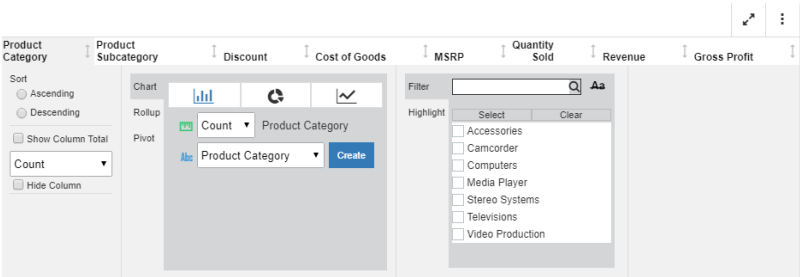 Product Category
Product Subcategory
Discount
Cost of Goods
MSRP
Quantity Sold
Revenue
Gross Profit
Sort
Ascending
Descending
Show Column Total
Count
Hide Column
Chart
Rollup
Pivot
Count Product Category
Abc Product Category Create
Filter
Aa
Highlight
Select Clear
Accessories
Camcorder
Computers
Media Player
Stereo Systems
Televisions
Video Production